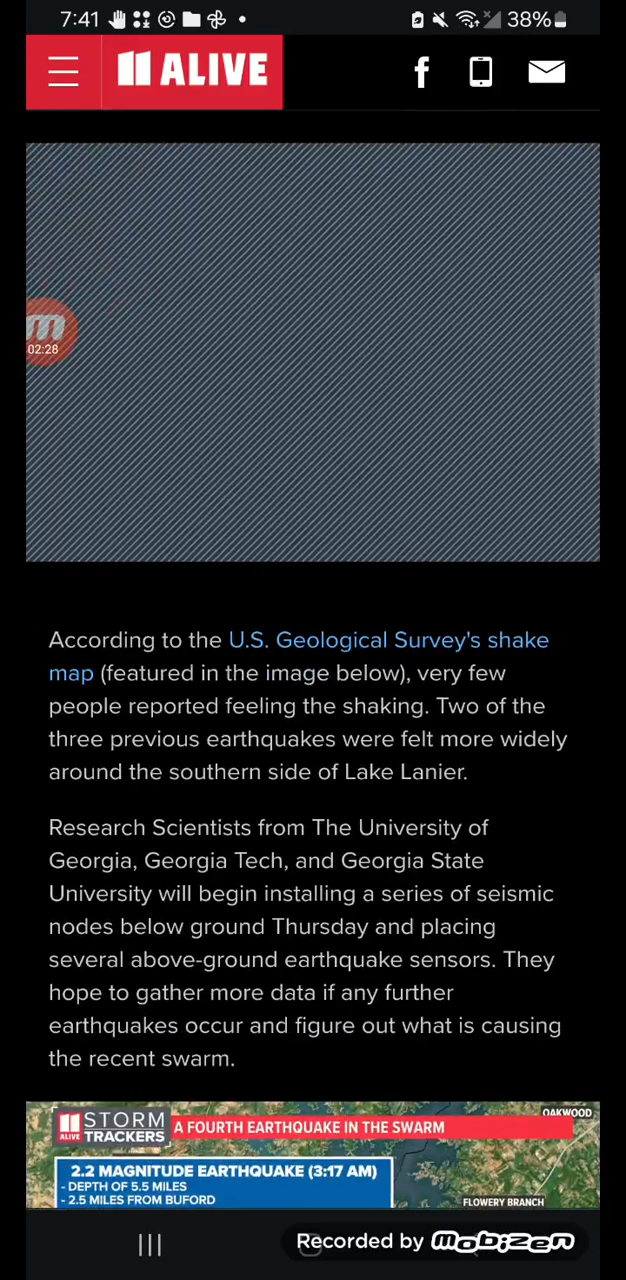 7:41
38%
11 ALIVE
02:28
According to the U.S. Geological Survey's shake
map (featured in the image below), very few
people reported feeling the shaking. Two of the
three previous earthquakes were felt more widely
around the southern side of Lake Lanier.
Research Scientists from The University of
Georgia, Georgia Tech, and Georgia State
University will begin installing a series of seismic
nodes below ground Thursday and placing
several above-ground earthquake sensors. They
hope to gather more data if any further
earthquakes occur and figure out what is causing
the recent swarm.
OAKWOOD
11 ALIVE STORM TRACKERS
A FOURTH EARTHQUAKE IN THE SWARM
2.2 MAGNITUDE EARTHQUAKE (3:17 AM)
- DEPTH OF 5.5 MILES
- 2.5 MILES FROM BUFORD
FLOWERY BRANCH
Recorded by mobizen